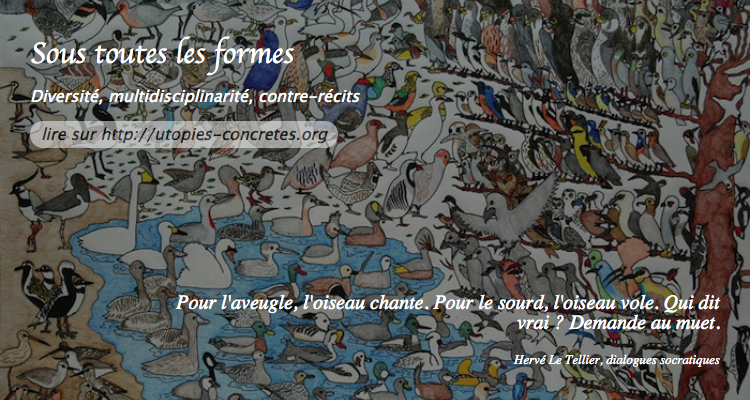 Sous toutes les formes
Diversité, multidisciplinarité, contre-récits
lire sur http://utopies-concretes.org
Pour l'aveugle, l'oiseau chante. Pour le sourd, l'oiseau vole. Qui dit
vrai ? Demande au muet.
Hervé Le Tellier, dialogues socratiques